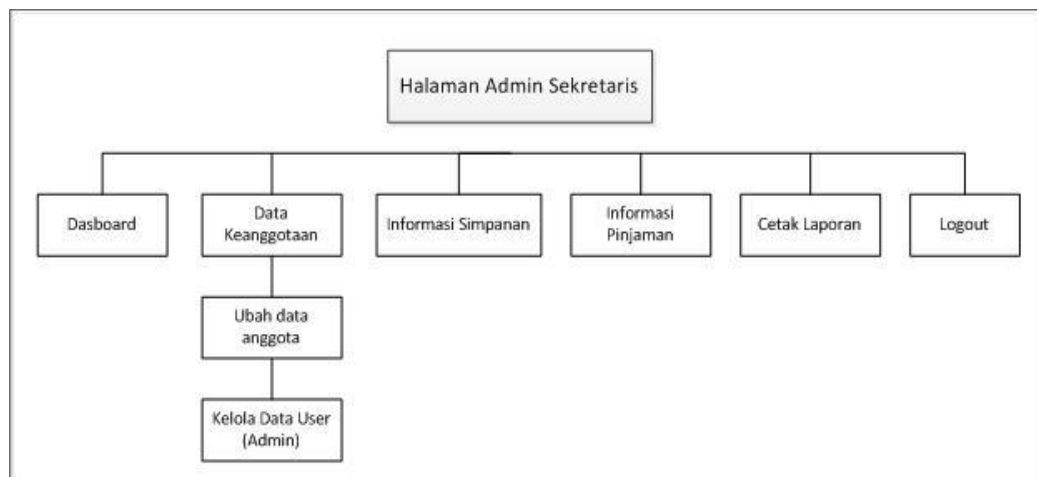 Halaman Admin Sekretaris
Dasboard
Data
Keanggotaan
Informasi Simpanan
Informasi
Pinjaman
Cetak Laporan
Logout
Ubah data
anggota
Kelola Data User
(Admin)